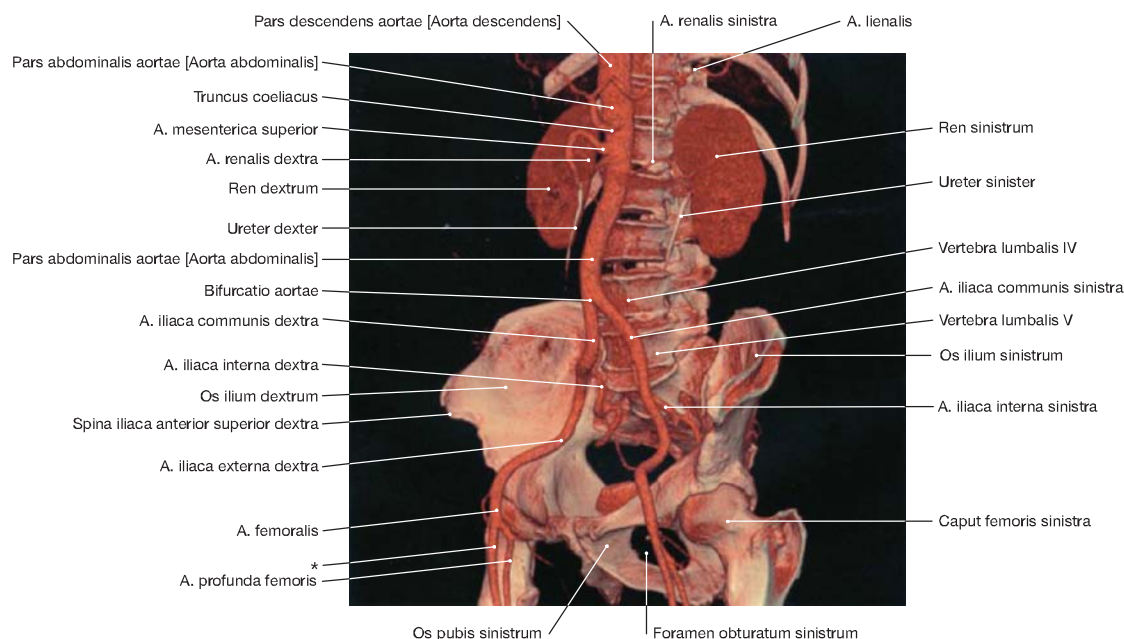 Pars descendens aortae [Aorta descendens]
A. renalis sinistra
A. lienalis
Pars abdominalis aortae [Aorta abdominalis]
Truncus coeliacus
A. mesenterica superior
A. renalis dextra
Ren dextrum
Ureter dexter
Pars abdominalis aortae [Aorta abdominalis]
Bifurcatio aortae
A. iliaca communis dextra
A. iliaca interna dextra
Os ilium dextrum
Spina iliaca anterior superior dextra
A. iliaca externa dextra
A. femoralis
*
A. profunda femoris
Ren sinistrum
Ureter sinister
Vertebra lumbalis IV
A. iliaca communis sinistra
Vertebra lumbalis V
Os ilium sinistrum
A. iliaca interna sinistra
Caput femoris sinistra
Os pubis sinistrum
Foramen obturatum sinistrum